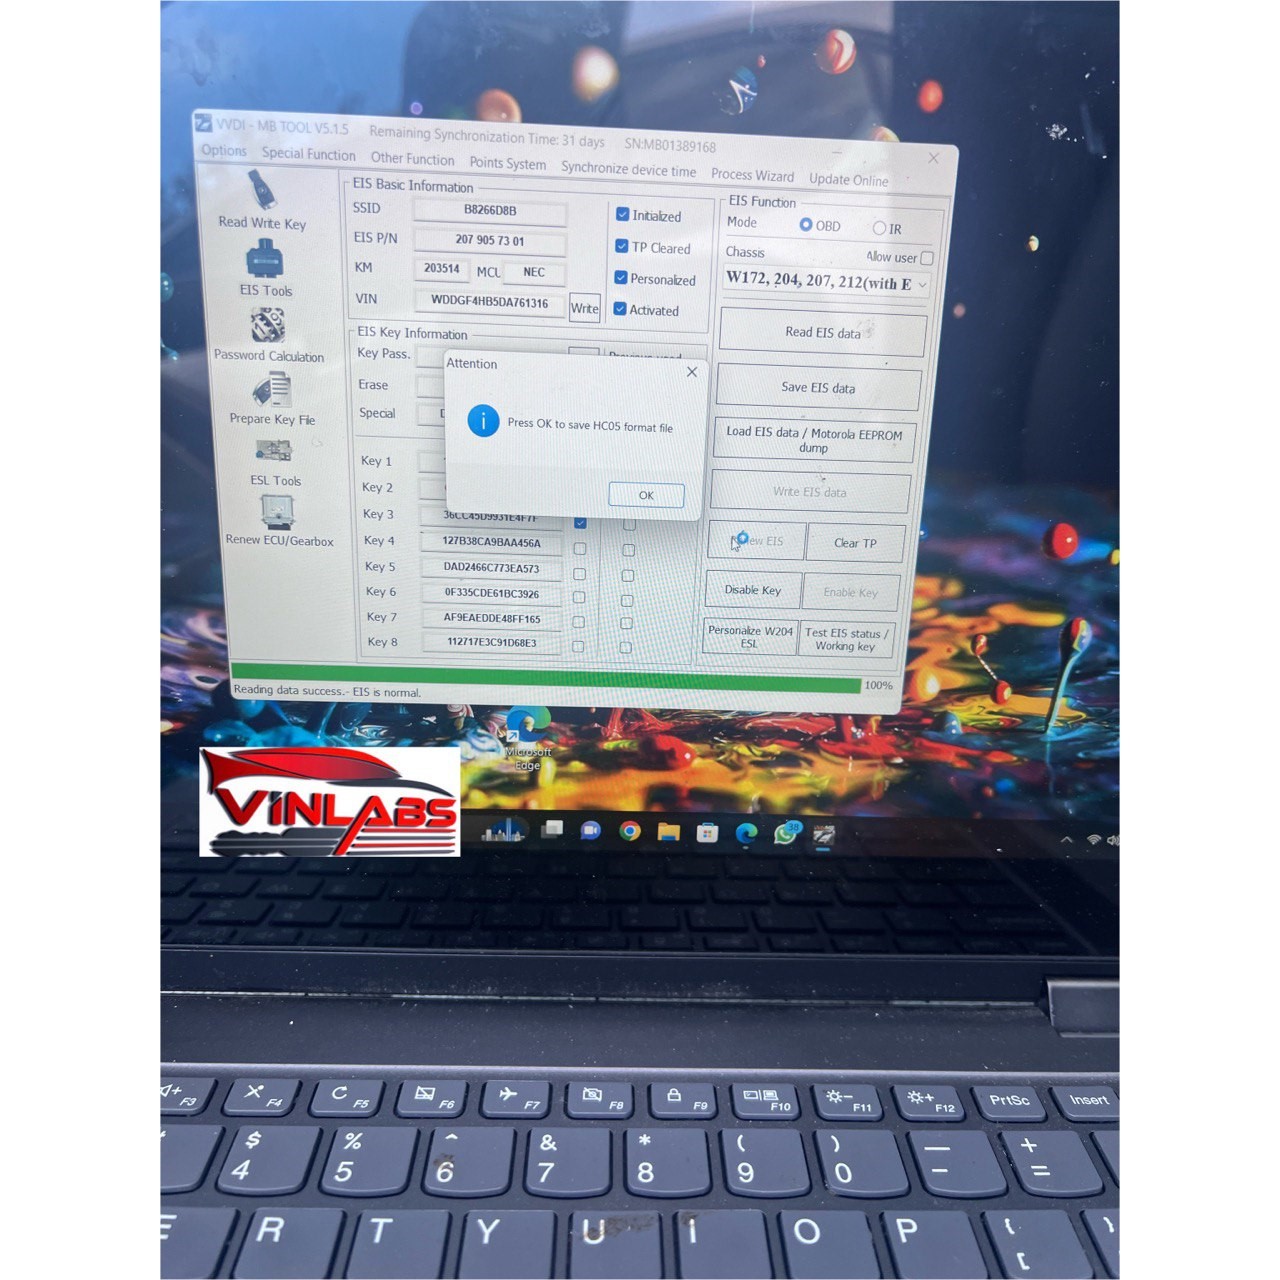 VVDI - MB TOOL V5.1.5 Remaining Synchronization Time: 31 days SN:MB01389168
Options Special Function Other Function Points System Synchronize device time Process Wizard Update Online
Read Write Key
EIS Tools
Password Calculation
Prepare Key File
ESL Tools
Renew ECU/Gearbox
EIS Basic Information
SSID B8266D8B
EIS P/N 207 905 73 01
KM 203514 MCU NEC
VIN WDDGF4HB5DA761316 Write
Initialized
TP Cleared
Personalized
Activated
EIS Key Information
Key Pass.
Erase
Special
Key 1
Key 2
Key 3 36CC45D9931E4F7F
Key 4 127B38CA9BAA456A
Key 5 DAD2466C773EA573
Key 6 0F335CDE61BC3926
Key 7 AF9EAEDDE48FF165
Key 8 112717E3C91D68E3
Attention
Press OK to save HC05 format file
OK
EIS Function
Mode OBD IR
Chassis Allow user
W172, 204, 207, 212(with E
Read EIS data
Save EIS data
Load EIS data / Motorola EEPROM
dump
Write EIS data
Clear TP
Disable Key Enable Key
Personalize W204
ESL
Test EIS status /
Working key
100%
Reading data success.- EIS is normal.
Microsoft
Edge
VINLABS
38
F3 F4 F5 F6 F7 F8 F9 F10 F11 F12 PrtSc Insert
$ % ^ & * ( ) — +
4 5 6 7 8 9 0 - =
E R T Y U I O P { }
[